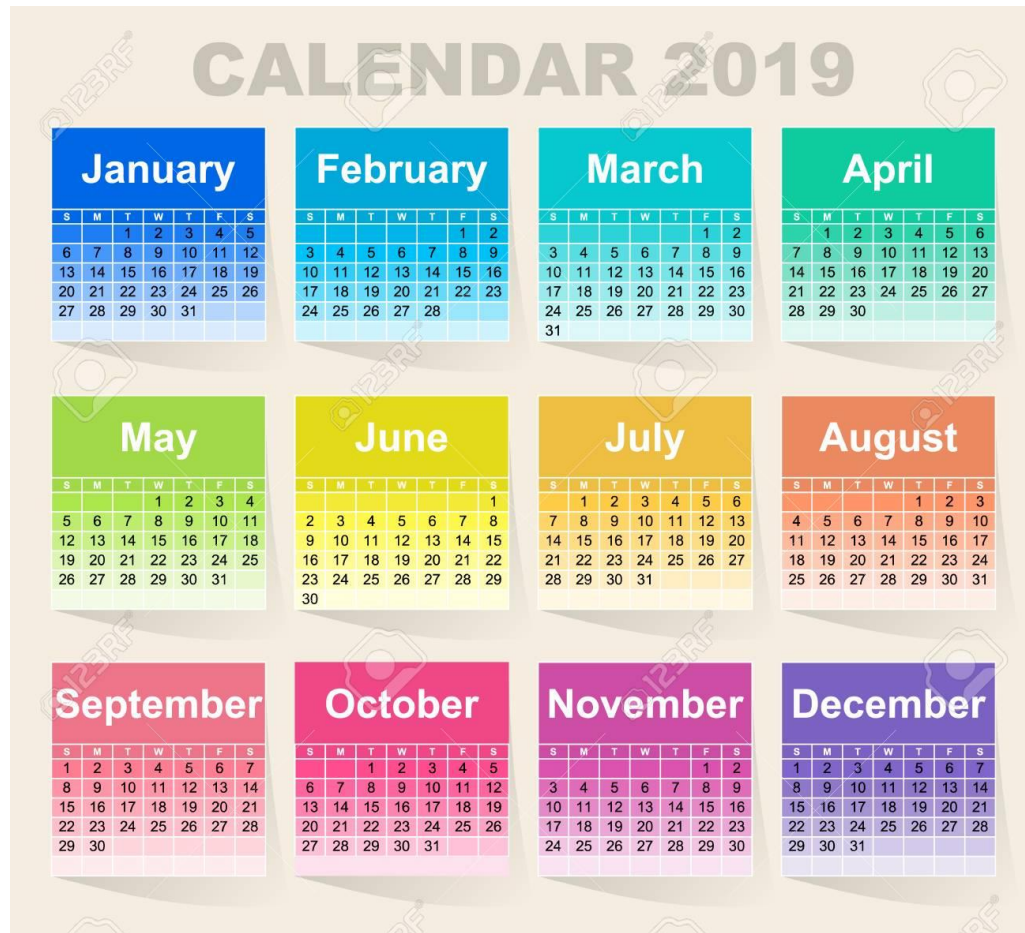 CALENDAR 2019
January February March April
S M T W T F S S M T W T F S S M T W T F S S M T W T F S
1 2 3 4 5 1 2 1 2 1 2 3 4 5 6
6 7 8 9 10 11 12 3 4 5 6 7 8 9 3 4 5 6 7 8 9 7 8 9 10 11 12 13
13 14 15 16 17 18 19 10 11 12 13 14 15 16 10 11 12 13 14 15 16 14 15 16 17 18 19 20
20 21 22 23 24 25 26 17 18 19 20 21 22 23 17 18 19 20 21 22 23 21 22 23 24 25 26 27
27 28 29 30 31 24 25 26 27 28 24 25 26 27 28 29 30 28 29 30
31
May June July August
S M T W T F S S M T W T F S S M T W T F S S M T W T F S
1 2 3 4 1 1 2 3 4 5 6 1 2 3
5 6 7 8 9 10 11 2 3 4 5 6 7 8 7 8 9 10 11 12 13 4 5 6 7 8 9 10
12 13 14 15 16 17 18 9 10 11 12 13 14 15 14 15 16 17 18 19 20 11 12 13 14 15 16 17
19 20 21 22 23 24 25 16 17 18 19 20 21 22 21 22 23 24 25 26 27 18 19 20 21 22 23 24
26 27 28 29 30 31 23 24 25 26 27 28 29 28 29 30 31 25 26 27 28 29 30 31
30
September October November December
S M T W T F S S M T W T F S S M T W T F S S M T W T F S
1 2 3 4 5 6 7 1 2 3 4 5 1 2 1 2 3 4 5 6 7
8 9 10 11 12 13 14 6 7 8 9 10 11 12 3 4 5 6 7 8 9 8 9 10 11 12 13 14
15 16 17 18 19 20 21 13 14 15 16 17 18 19 10 11 12 13 14 15 16 15 16 17 18 19 20 21
22 23 24 25 26 27 28 20 21 22 23 24 25 26 17 18 19 20 21 22 23 22 23 24 25 26 27 28
29 30 27 28 29 30 31 24 25 26 27 28 29 30 29 30 31
123RF